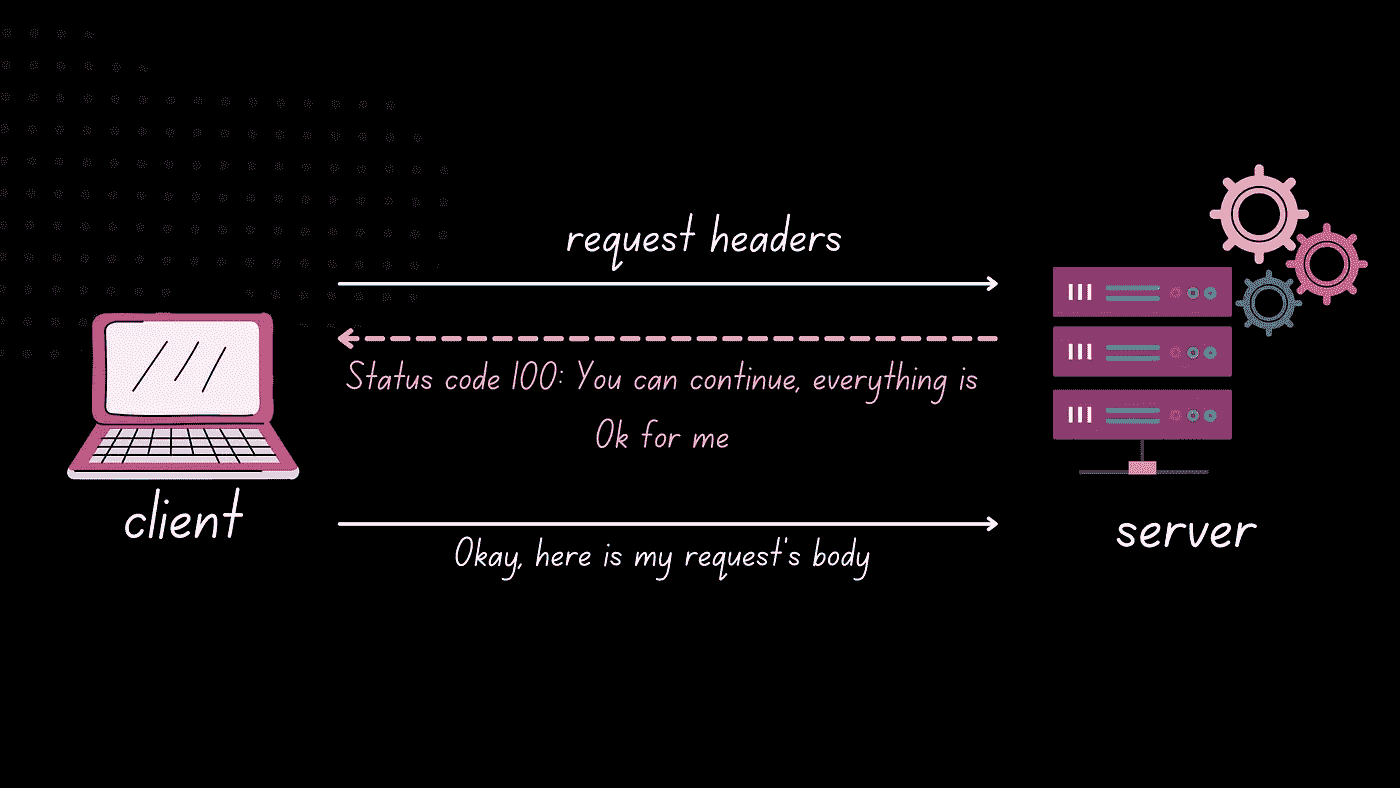 request headers
Status code 100: You can continue, everything is
Ok for me
client
server
Okay, here is my request's body